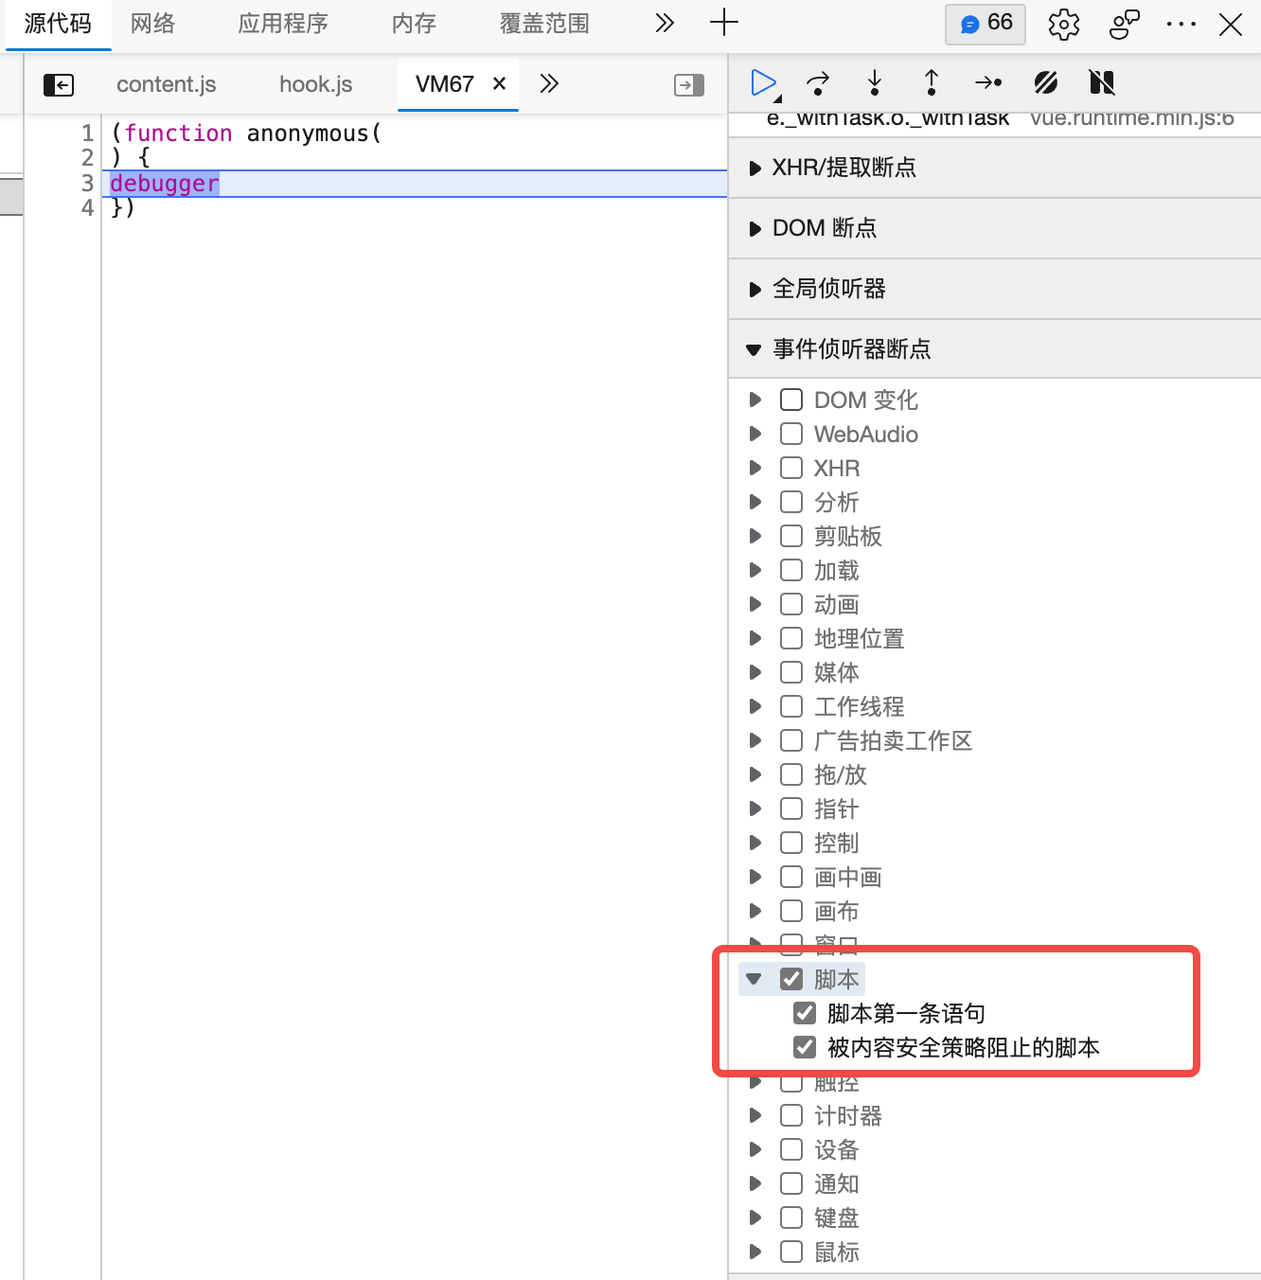 源代码 网络 应用程序 内存 覆盖范围 66
content.js hook.js VM67
1 (function anonymous(
2 ) {
3 debugger
4 })
e._withTask.o._withTask vue.runtime.min.js:6
XHR/提取断点
DOM 断点
全局侦听器
事件侦听器断点
DOM 变化
WebAudio
XHR
分析
剪贴板
加载
动画
地理位置
媒体
工作线程
广告拍卖工作区
拖/放
指针
控制
画中画
画布
窗口
脚本
脚本第一条语句
被内容安全策略阻止的脚本
触控
计时器
设备
通知
键盘
鼠标